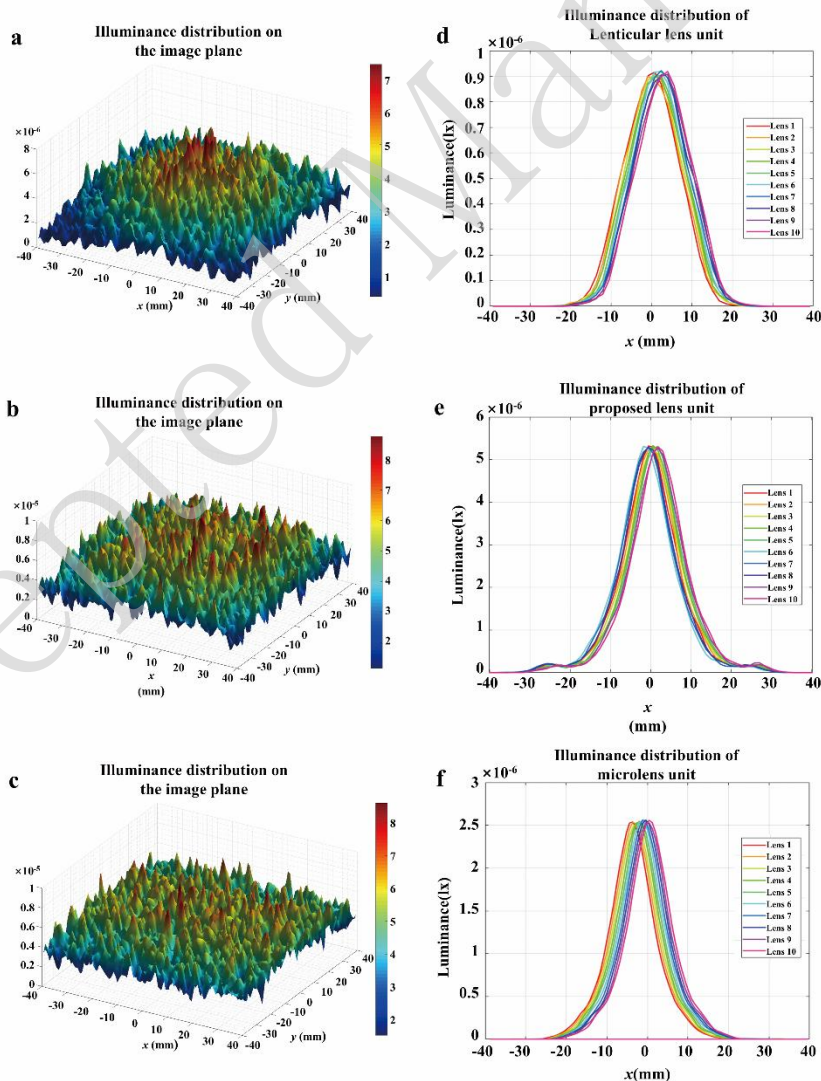 a
Illuminance distribution on
the image plane
×10⁻⁶
8
6
4
2
0
-40
-30
-20
-10
0
10
20
30
40
x (mm)
-40
-30
-20
-10
0
10
20
30
40
y (mm)
7
6
5
4
3
2
1
d
Illuminance distribution of
Lenticular lens unit
×10⁻⁶
1
0.9
0.8
0.7
0.6
0.5
0.4
0.3
0.2
0.1
0
Luminance(lx)
-40 -30 -20 -10 0 10 20 30 40
x (mm)
Lens 1
Lens 2
Lens 3
Lens 4
Lens 5
Lens 6
Lens 7
Lens 8
Lens 9
Lens 10
b
Illuminance distribution on
the image plane
×10⁻⁵
1
0.8
0.6
0.4
0.2
0
-40
-30
-20
-10
0
10
20
30
40
x
(mm)
-40
-30
-20
-10
0
10
20
30
40
y (mm)
8
7
6
5
4
3
2
e
Illuminance distribution of
proposed lens unit
×10⁻⁶
6
5
4
3
2
1
0
Luminance(lx)
-40 -30 -20 -10 0 10 20 30 40
x
(mm)
Lens 1
Lens 2
Lens 3
Lens 4
Lens 5
Lens 6
Lens 7
Lens 8
Lens 9
Lens 10
c
Illuminance distribution on
the image plane
×10⁻⁵
1
0.8
0.6
0.4
0.2
0
-40
-30
-20
-10
0
10
20
30
40
x (mm)
-40
-30
-20
-10
0
10
20
30
40
y (mm)
8
7
6
5
4
3
2
f
Illuminance distribution of
microlens unit
×10⁻⁶
3
2.5
2
1.5
1
0.5
0
Luminance(lx)
-40 -30 -20 -10 0 10 20 30 40
x(mm)
Lens 1
Lens 2
Lens 3
Lens 4
Lens 5
Lens 6
Lens 7
Lens 8
Lens 9
Lens 10
epted Man